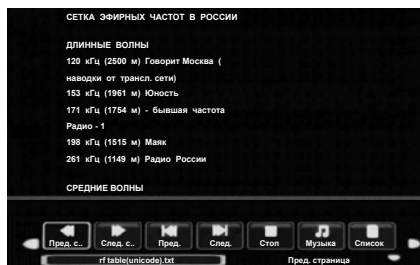 СЕТКА ЭФИРНЫХ ЧАСТОТ В РОССИИ
ДЛИННЫЕ ВОЛНЫ
120 кГц (2500 м) Говорит Москва (
наводки от трансл. сети)
153 кГц (1961 м) Юность
171 кГц (1754 м) - бывшая частота
Радио - 1
198 кГц (1515 м) Маяк
261 кГц (1149 м) Радио России
СРЕДНИЕ ВОЛНЫ
Пред. с.. След. с.. Пред. След. Стоп Музыка Список
rf table(unicode).txt Пред. страница